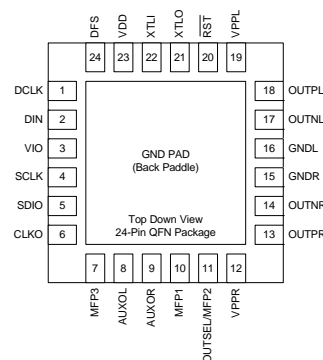 DFS
VDD
XTLI
XTLO
RST
VPPL
24 23 22 21 20 19
DCLK 1
DIN 2
VIO 3
SCLK 4
SDIO 5
CLKO 6
GND PAD
(Back Paddle)
Top Down View
24-Pin QFN Package
18 OUTPL
17 OUTNL
16 GNDL
15 GNDR
14 OUTNR
13 OUTPR
7 8 9 10 11 12
MFP3
AUXOL
AUXOR
MFP1
OUTSEL/MFP2
VPPR